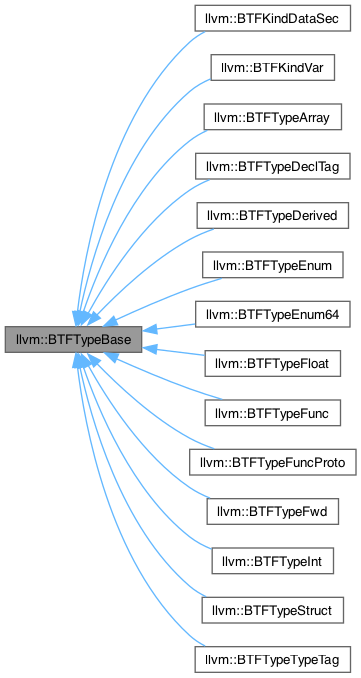 llvm::BTFKindDataSec
llvm::BTFKindVar
llvm::BTFTypeArray
llvm::BTFTypeDeclTag
llvm::BTFTypeDerived
llvm::BTFTypeEnum
llvm::BTFTypeEnum64
llvm::BTFTypeBase
llvm::BTFTypeFloat
llvm::BTFTypeFunc
llvm::BTFTypeFuncProto
llvm::BTFTypeFwd
llvm::BTFTypeInt
llvm::BTFTypeStruct
llvm::BTFTypeTypeTag